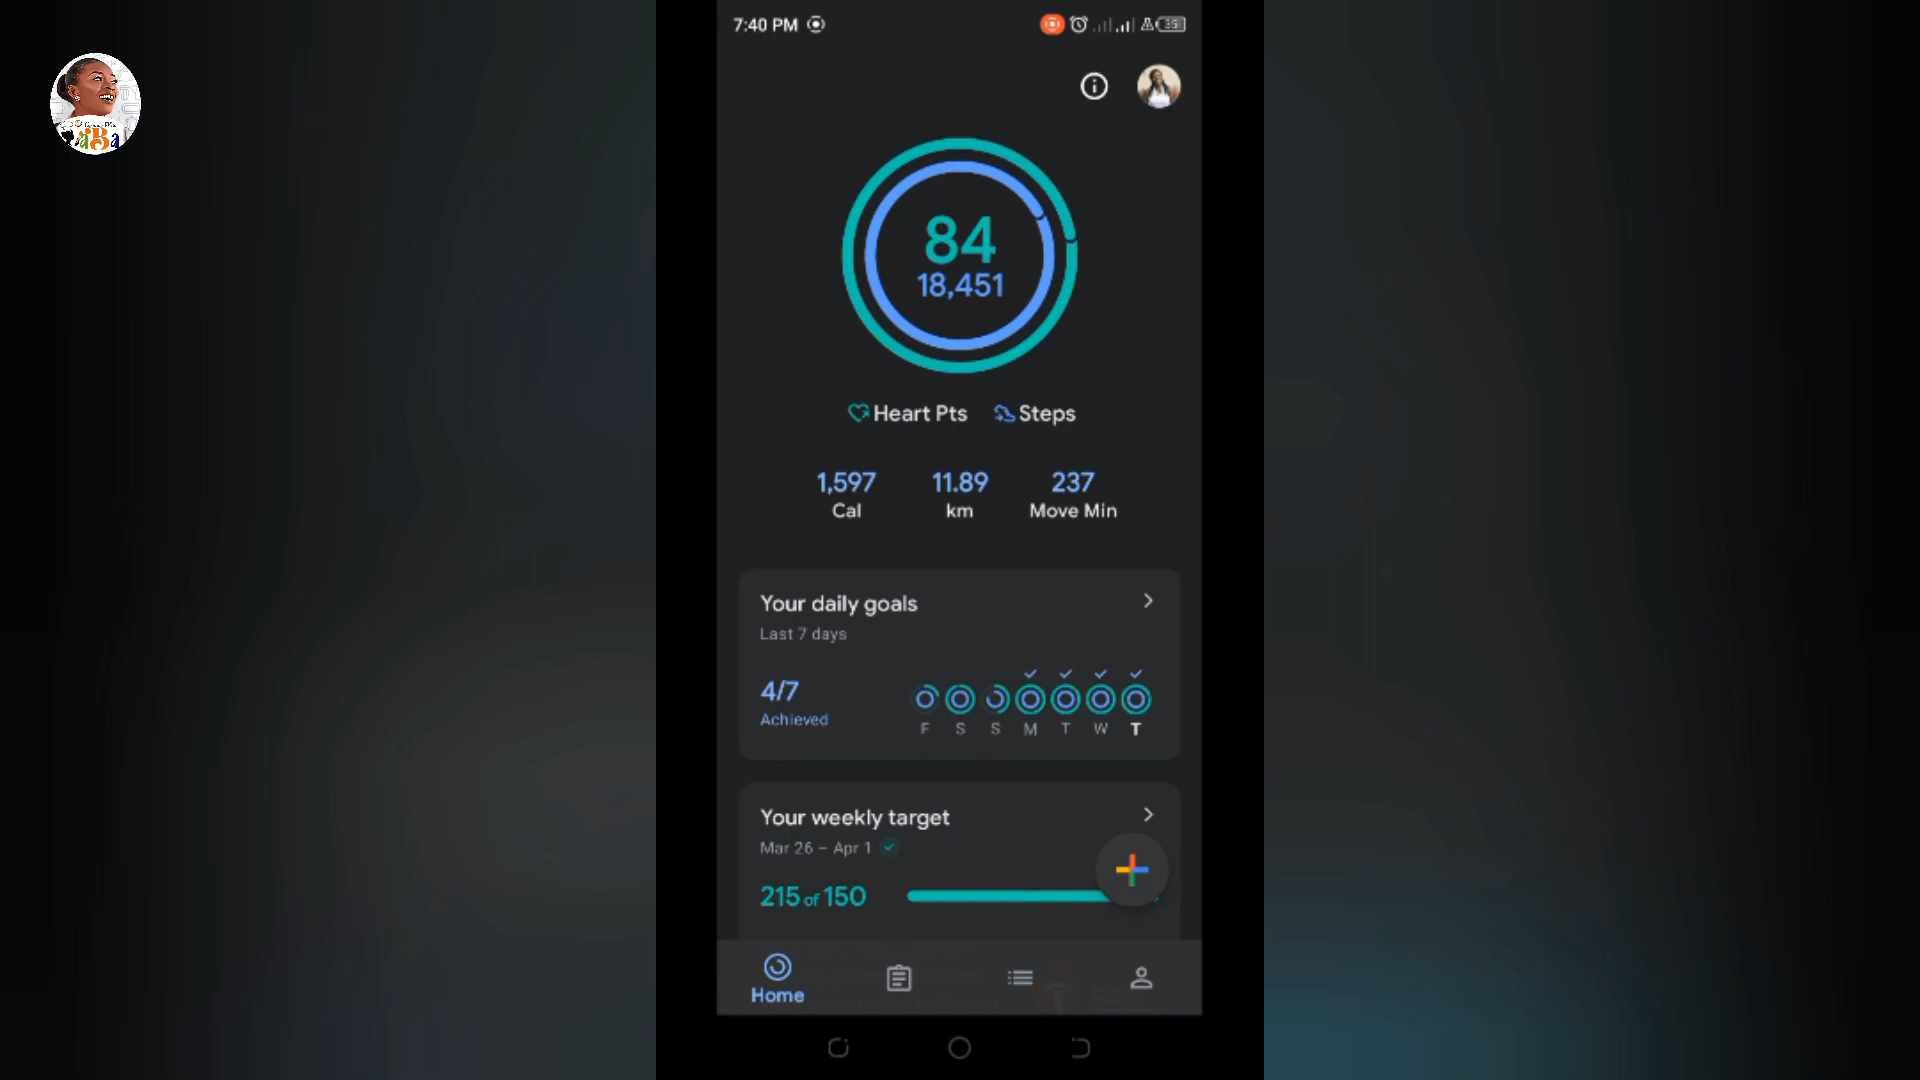 7:40 PM
35
aBa
84
18,451
Heart Pts
Steps
1,597
11.89
237
Cal
km
Move Min
Your daily goals
Last 7 days
4/7
Achieved
F S S M T W T
Your weekly target
Mar 26 – Apr 1
215 of 150
Home